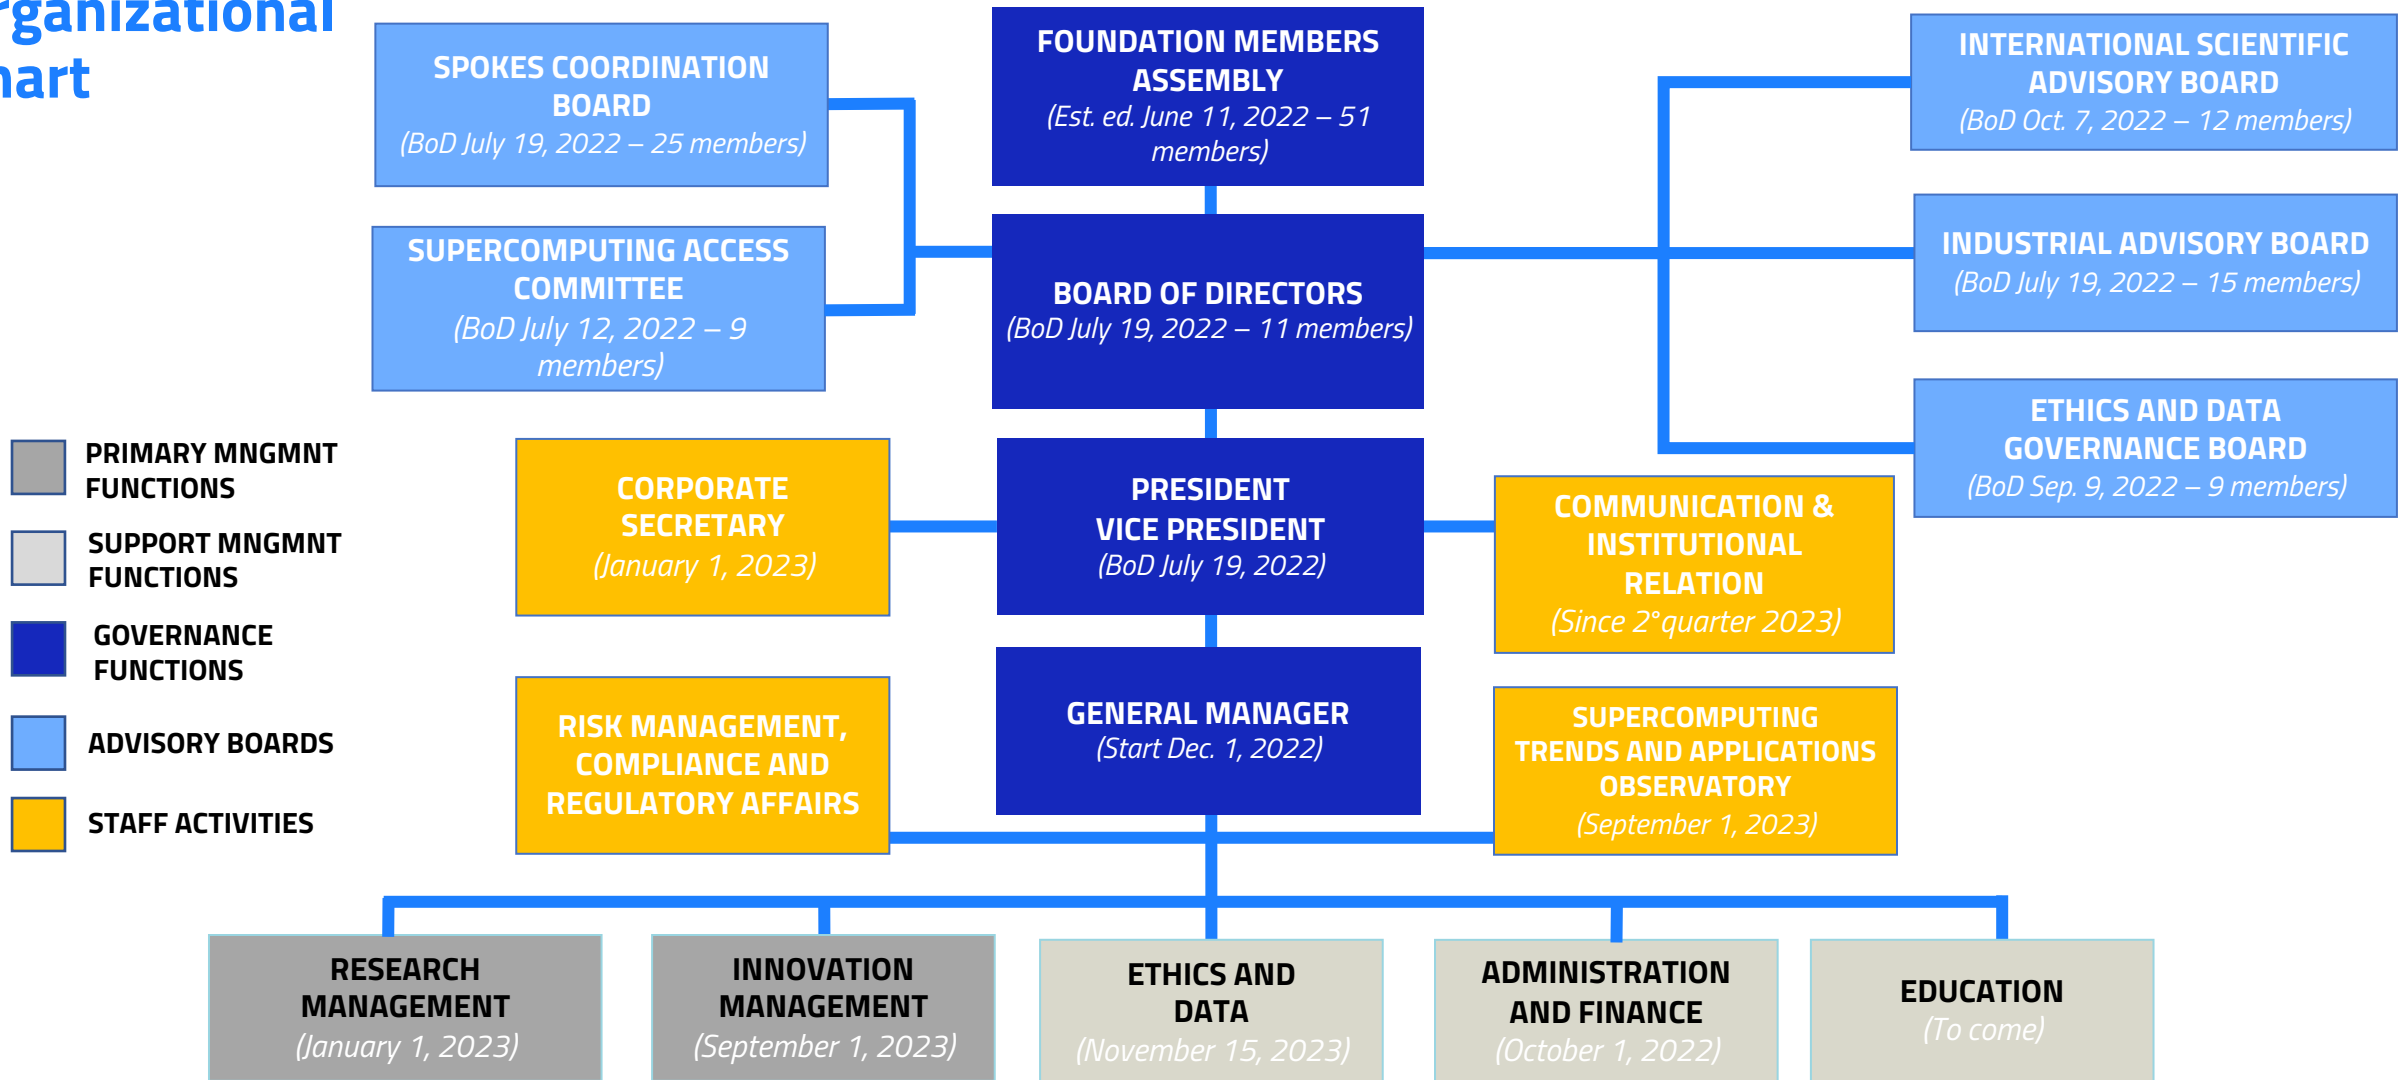 rganizational
hart
SPOKES COORDINATION
BOARD
(BoD July 19, 2022 – 25 members)
FOUNDATION MEMBERS
ASSEMBLY
(Est. ed. June 11, 2022 – 51
members)
INTERNATIONAL SCIENTIFIC
ADVISORY BOARD
(BoD Oct. 7, 2022 – 12 members)
SUPERCOMPUTING ACCESS
COMMITTEE
(BoD July 12, 2022 – 9
members)
BOARD OF DIRECTORS
(BoD July 19, 2022 – 11 members)
INDUSTRIAL ADVISORY BOARD
(BoD July 19, 2022 – 15 members)
ETHICS AND DATA
GOVERNANCE BOARD
(BoD Sep. 9, 2022 – 9 members)
PRIMARY MNGMNT
FUNCTIONS
SUPPORT MNGMNT
FUNCTIONS
GOVERNANCE
FUNCTIONS
ADVISORY BOARDS
STAFF ACTIVITIES
CORPORATE
SECRETARY
(January 1, 2023)
PRESIDENT
VICE PRESIDENT
(BoD July 19, 2022)
COMMUNICATION &
INSTITUTIONAL
RELATION
(Since 2°quarter 2023)
RISK MANAGEMENT,
COMPLIANCE AND
REGULATORY AFFAIRS
GENERAL MANAGER
(Start Dec. 1, 2022)
SUPERCOMPUTING
TRENDS AND APPLICATIONS
OBSERVATORY
(September 1, 2023)
RESEARCH
MANAGEMENT
(January 1, 2023)
INNOVATION
MANAGEMENT
(September 1, 2023)
ETHICS AND
DATA
(November 15, 2023)
ADMINISTRATION
AND FINANCE
(October 1, 2022)
EDUCATION
(To come)